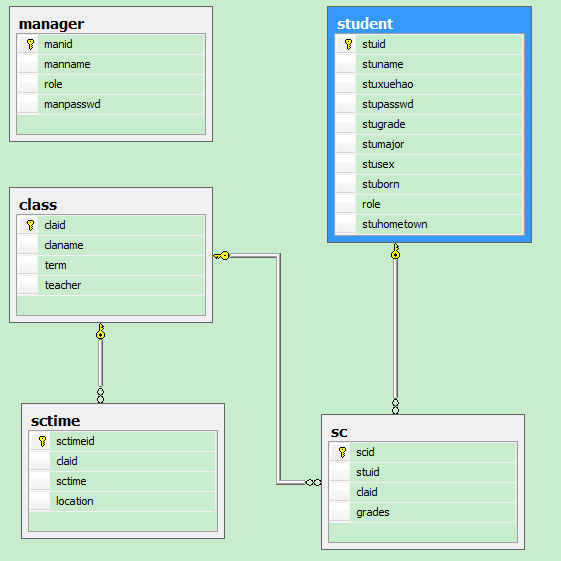 manager
manid
manname
role
manpasswd
student
stuid
stuname
stuxuehao
stupasswd
stugrade
stumajor
stusex
stuborn
role
stuhometown
class
claid
claname
term
teacher
sctime
sctimeid
claid
sctime
location
sc
scid
stuid
claid
grades